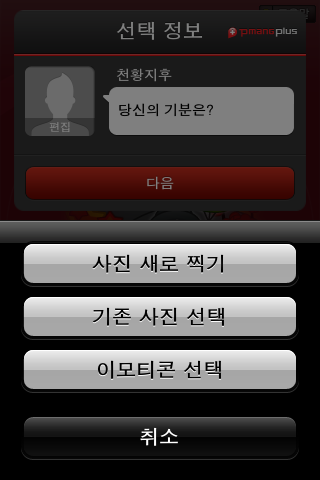 선택 정보
pmang plus
천황지후
당신의 기분은?
편집
다음
사진 새로 찍기
기존 사진 선택
이모티콘 선택
취소